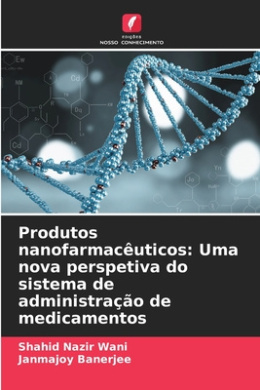 edições
NOSSO CONHECIMENTO
Produtos
nanofarmacêuticos: Uma
nova perspetiva do
sistema de
administração de
medicamentos
Shahid Nazir Wani
Janmajoy Banerjee